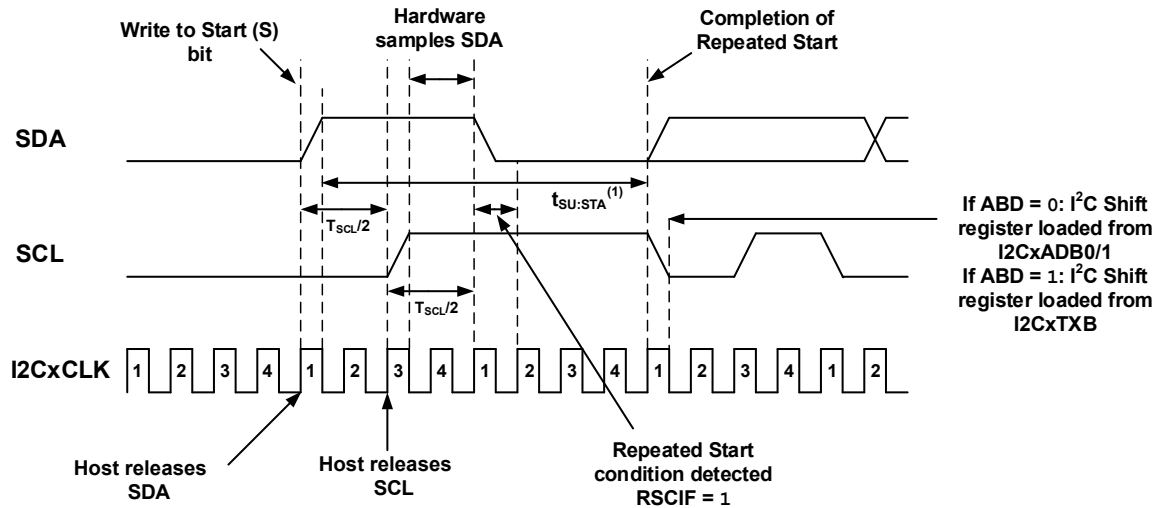 Write to Start (S)
bit
Hardware
samples SDA
Completion of
Repeated Start
SDA
tSU:STA(1)
TSCL/2
If ABD = 0: I2C Shift
register loaded from
I2CxADB0/1
If ABD = 1: I2C Shift
register loaded from
I2CxTXB
SCL
TSCL/2
I2CxCLK
1 2 3 4 1 2 3 4 1 2 3 4 1 2 3 4 1 2
Host releases
SDA
Host releases
SCL
Repeated Start
condition detected
RSCIF = 1